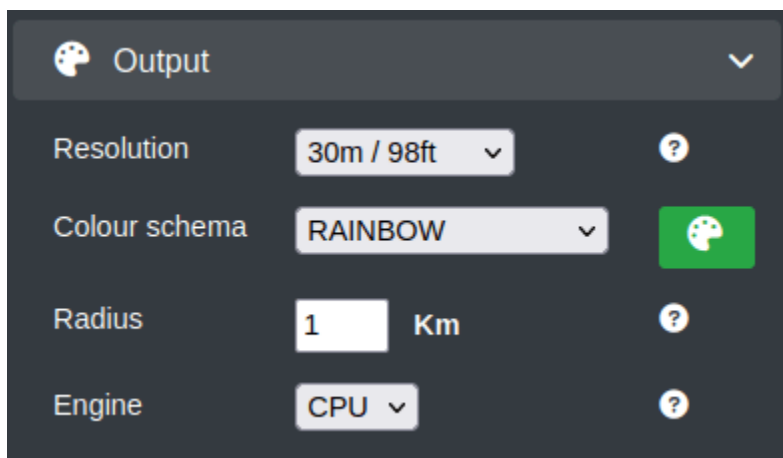 Output
Resolution 30m / 98ft ?
Colour schema RAINBOW
Radius 1 Km ?
Engine CPU ?